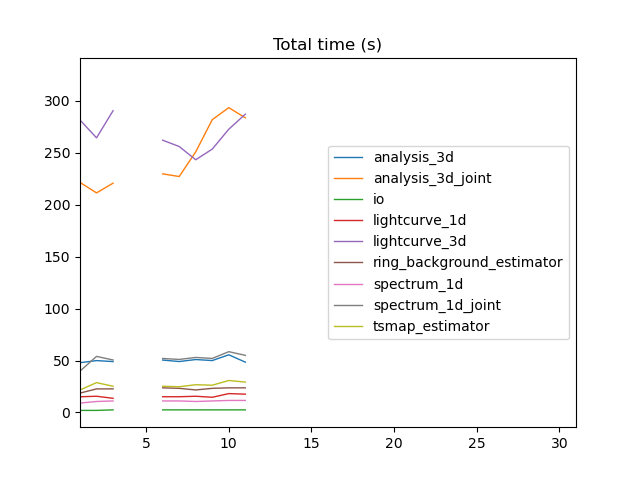 Total time (s)
300
250
200
150
100
50
0
analysis_3d
analysis_3d_joint
io
lightcurve_1d
lightcurve_3d
ring_background_estimator
spectrum_1d
spectrum_1d_joint
tsmap_estimator
5 10 15 20 25 30